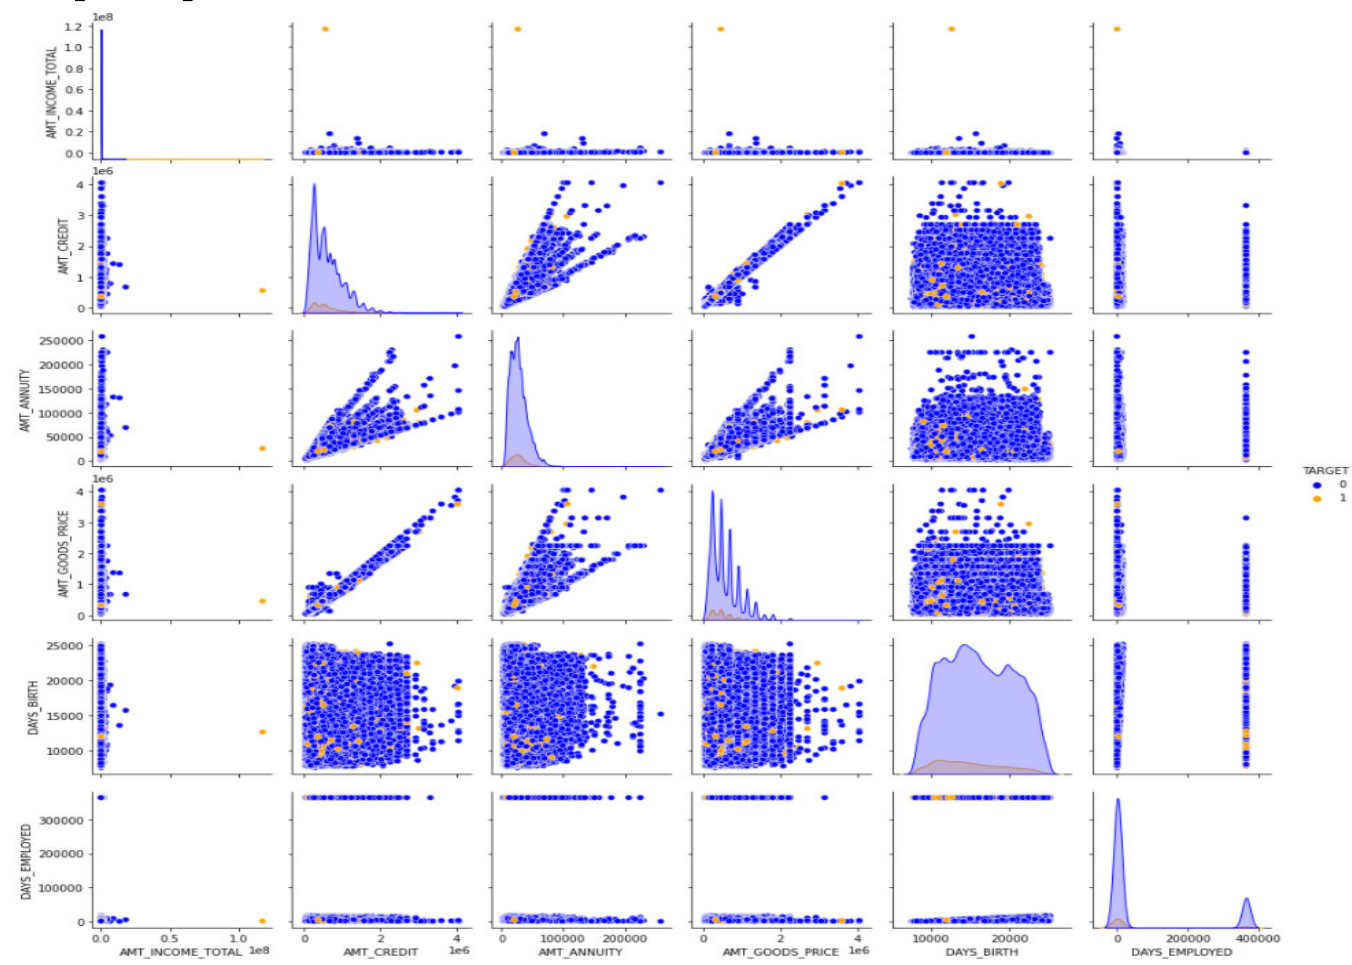 1e8
1.2
1.0
0.8
0.6
0.4
0.2
0.0
AMT_INCOME_TOTAL
1e6
4
3
2
1
0
AMT_CREDIT
250000
200000
150000
100000
50000
0
AMT_ANNUITY
1e6
4
3
2
1
0
AMT_GOODS_PRICE
25000
20000
15000
10000
DAYS_BIRTH
300000
200000
100000
0
DAYS_EMPLOYED
TARGET
0
1
0.0 0.5 1.0 1e8 0 2 4 1e6 0 100000 200000 0 2 4 1e6 10000 20000 0 200000 400000
AMT_INCOME_TOTAL AMT_CREDIT AMT_ANNUITY AMT_GOODS_PRICE DAYS_BIRTH DAYS_EMPLOYED